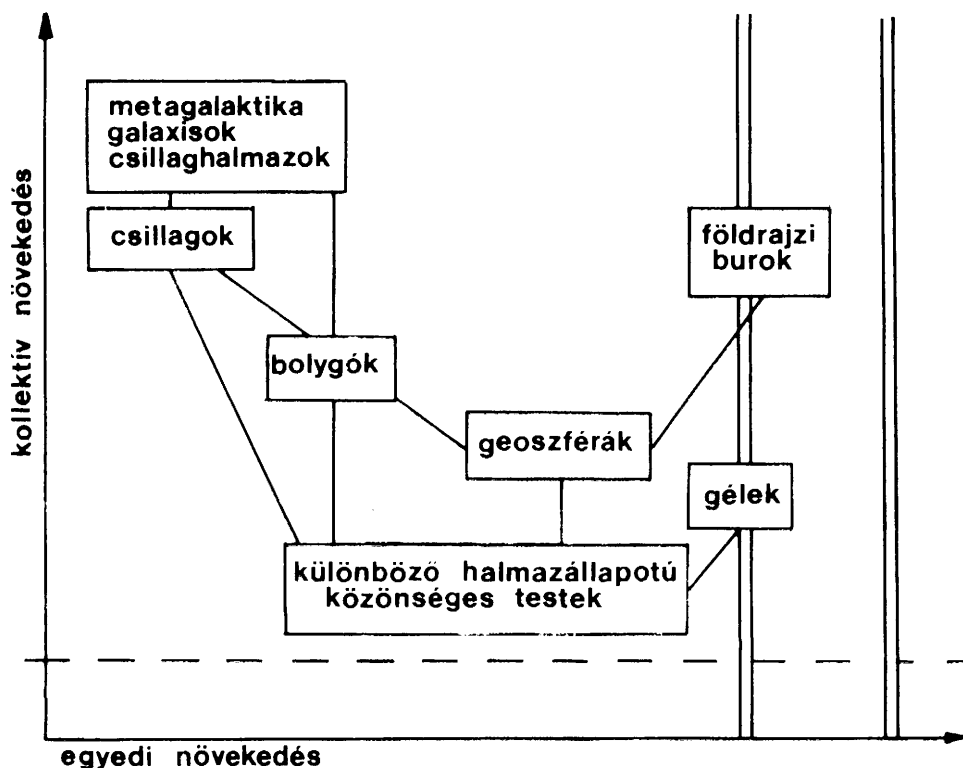 kollektív növekedés
metagalaktika
galaxisok
csillaghalmazok
csillagok
földrajzi
burok
bolygók
geoszférák
gélek
különböző halmazállapotú
közönséges testek
egyedi növekedés